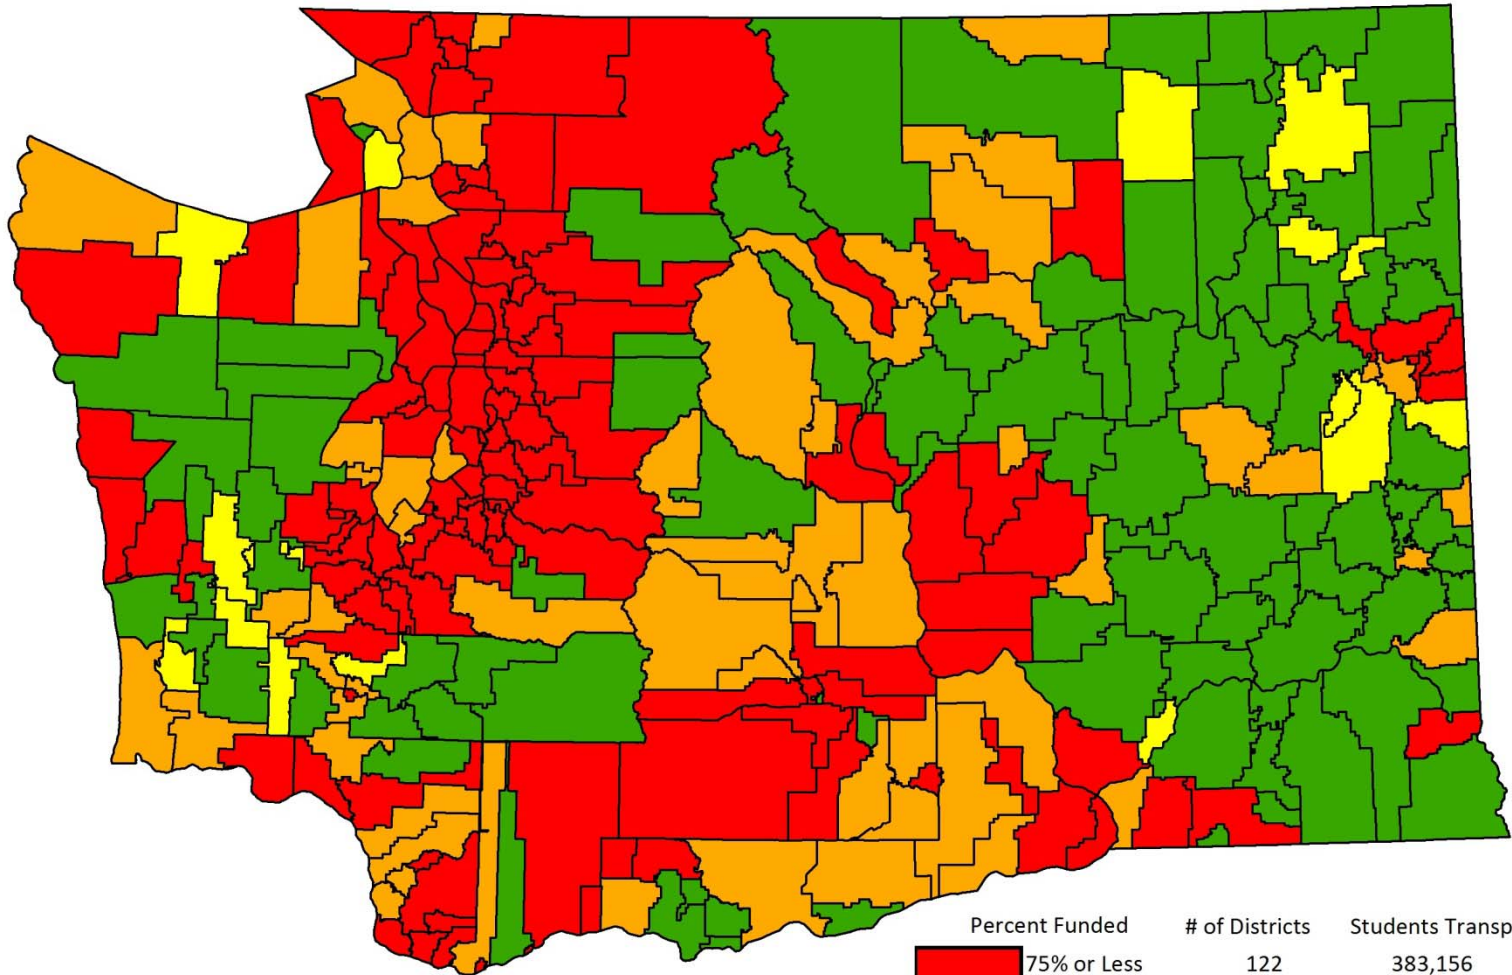 Percent Funded # of Districts Students Transp
75% or Less 122 383,156